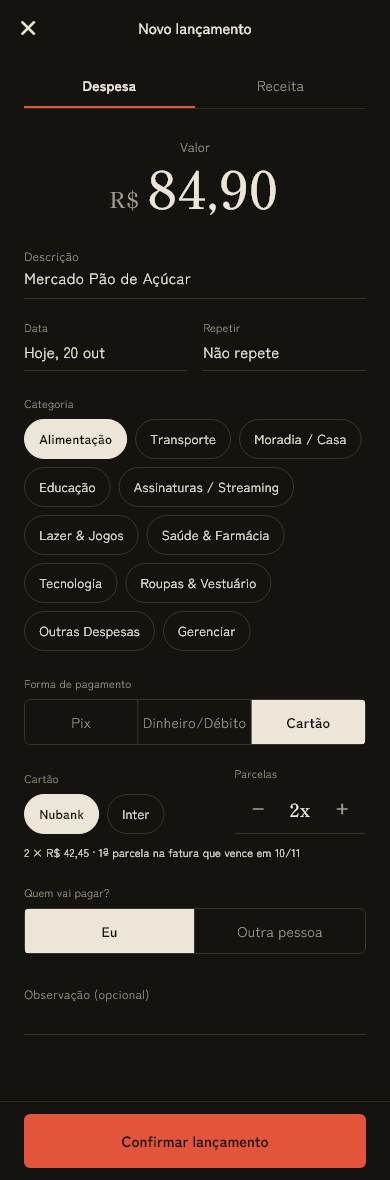 ✕ Novo lançamento
Despesa Receita
Valor
R$ 84,90
Descrição
Mercado Pão de Açúcar
Data Repetir
Hoje, 20 out Não repete
Categoria
Alimentação Transporte Moradia / Casa
Educação Assinaturas / Streaming
Lazer & Jogos Saúde & Farmácia
Tecnologia Roupas & Vestuário
Outras Despesas Gerenciar
Forma de pagamento
Pix Dinheiro/Débito Cartão
Cartão Parcelas
Nubank Inter − 2x +
2 × R$ 42,45 · 1ª parcela na fatura que vence em 10/11
Quem vai pagar?
Eu Outra pessoa
Observação (opcional)
Confirmar lançamento